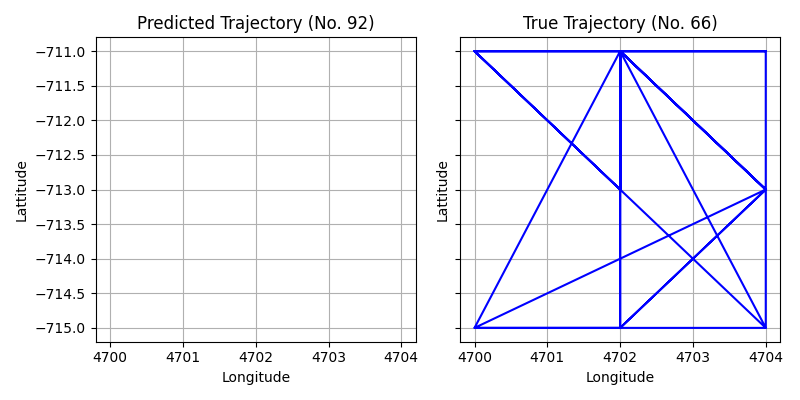 Predicted Trajectory (No. 92)
True Trajectory (No. 66)
Lattitude
−711.0
−711.5
−712.0
−712.5
−713.0
−713.5
−714.0
−714.5
−715.0
4700 4701 4702 4703 4704
Longitude
Lattitude
4700 4701 4702 4703 4704
Longitude